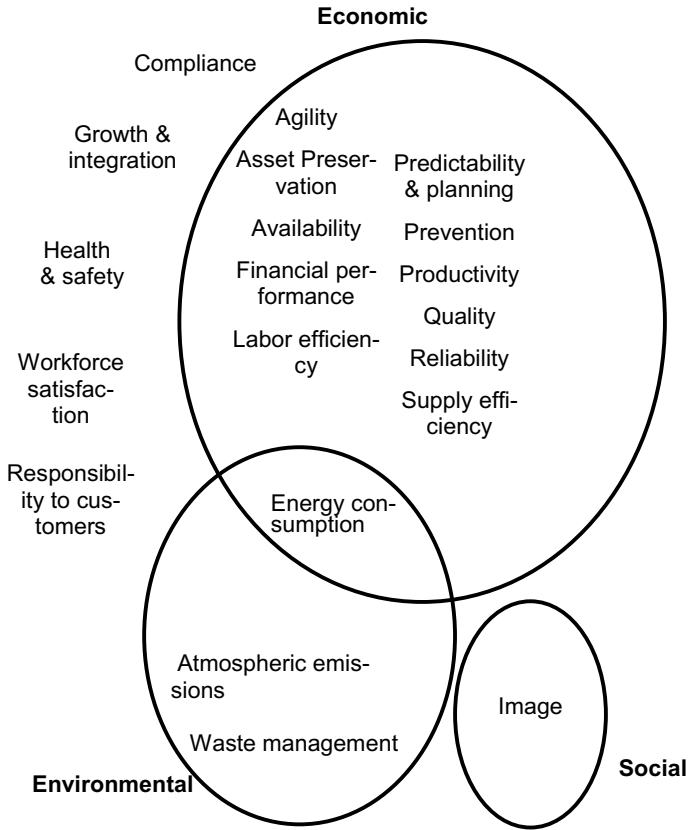 Economic
Compliance
Growth &
integration
Health
& safety
Workforce
satisfac-
tion
Responsibil-
ity to cus-
tomers
Agility
Asset Preser-
vation
Availability
Financial per-
formance
Labor efficien-
cy
Predictability
& planning
Prevention
Productivity
Quality
Reliability
Supply effi-
ciency
Energy con-
sumption
Atmospheric emis-
sions
Waste management
Environmental
Image
Social